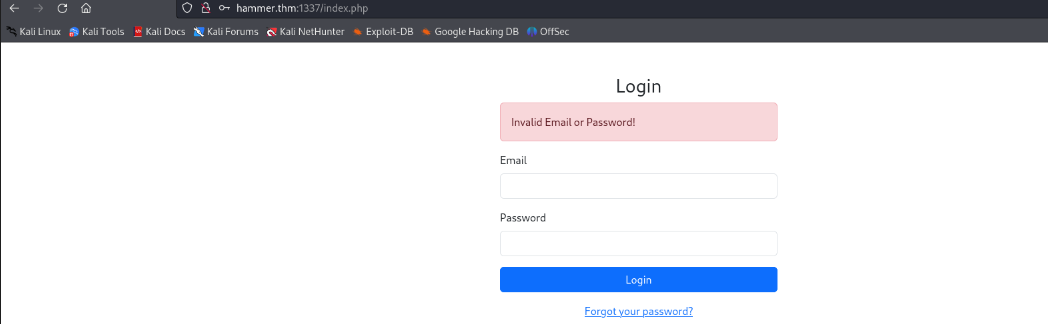 hammer.thm:1337/index.php
Kali Linux Kali Tools Kali Docs Kali Forums Kali NetHunter Exploit-DB Google Hacking DB OffSec
Login
Invalid Email or Password!
Email
Password
Login
Forgot your password?